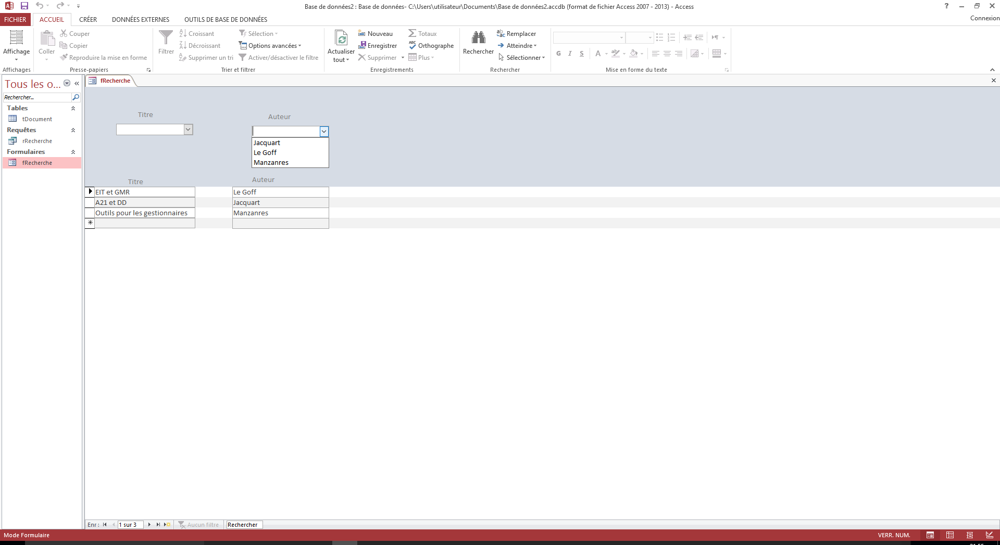 Base de données2 : Base de données- C:\Users\utilisateur\Documents\Base de données2.accdb (format de fichier Access 2007 - 2013) - Access
FICHIER ACCUEIL CRÉER DONNÉES EXTERNES OUTILS DE BASE DE DONNÉES Connexion
Affichage
Affichages
Coller
Couper
Copier
Reproduire la mise en forme
Presse-papiers
Filtrer
Croissant
Décroissant
Supprimer un tri
Sélection
Options avancées
Activer/désactiver le filtre
Trier et filtrer
Actualiser
tout
Nouveau
Enregistrer
Supprimer
Totaux
Orthographe
Plus
Enregistrements
Rechercher
Remplacer
Atteindre
Sélectionner
Rechercher
G I S A
Mise en forme du texte
Tous les o...
Rechercher...
Tables
tDocument
Requêtes
rRecherche
Formulaires
fRecherche
fRecherche
Titre
Auteur
Jacquart
Le Goff
Manzanres
Titre Auteur
EIT et GMR Le Goff
A21 et DD Jacquart
Outils pour les gestionnaires Manzanres
Enr : 1 sur 3 Aucun filtre Rechercher
Mode Formulaire VERR. NUM.